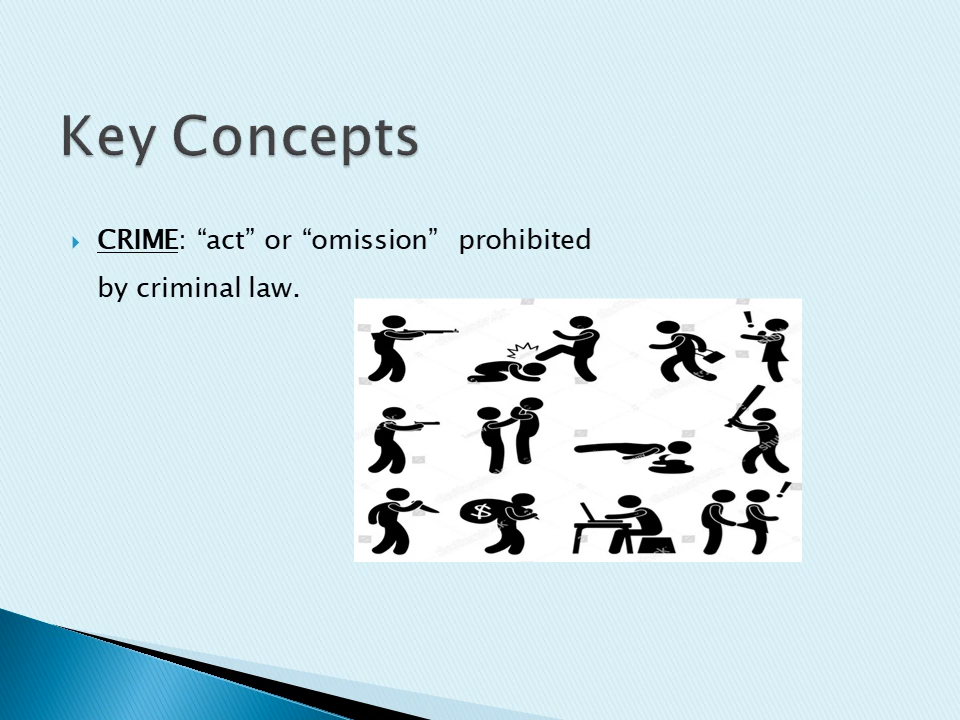 Key Concepts
CRIME: “act” or “omission” prohibited
by criminal law.
!
$
!